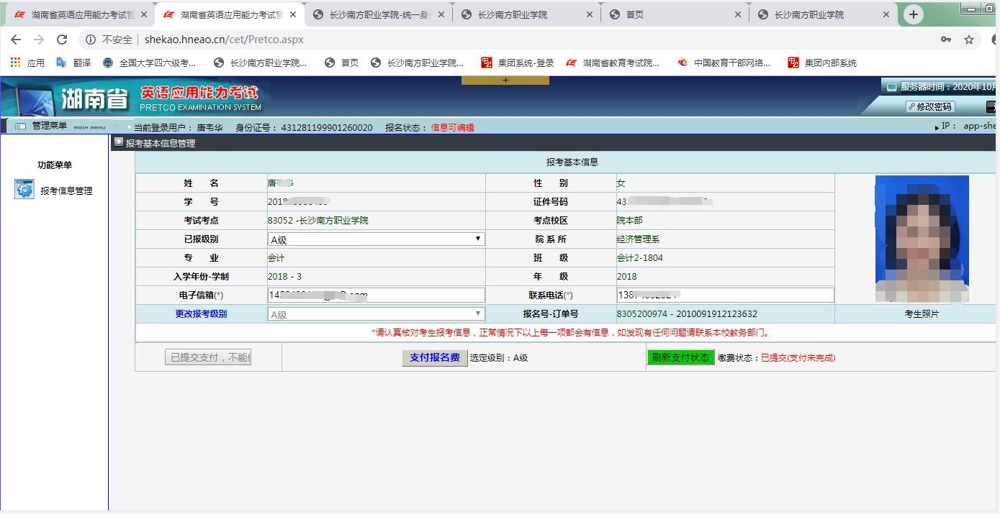 湖南省英语应用能力考试管 湖南省英语应用能力考试管 长沙南方职业学院-统一身份 长沙南方职业学院 首页 长沙南方职业学院
不安全 shekao.hneao.cn/cet/Pretco.aspx
应用 翻译 全国大学四六级考... 长沙南方职业学院... 首页 长沙南方职业学院... 集团系统-登录 湖南省教育考试院... 中国教育干部网络... 集团内部系统
湖南省 英语应用能力考试
PRETCO EXAMINATION SYSTEM
服务器时间：2020年10月
修改密码
管理菜单 MAIN MENU 当前登录用户： 唐韦华 身份证号： 431281199901260020 报名状态： 信息可编辑 IP： app-she
报考基本信息管理
功能菜单
报考信息管理
报考基本信息
姓 名 唐 性 别 女
学 号 2018 证件号码 43
考试考点 83052 -长沙南方职业学院 考点校区 院本部
已报级别 A级 院 系 所 经济管理系
专 业 会计 班 级 会计2-1804
入学年份-学制 2018 - 3 年 级 2018
电子信箱(*) 联系电话(*)
更改报考级别 A级 报名号-订单号 8305200974 - 2010091912123632 考生照片
*请认真核对考生报考信息，正常情况下以上每一项都会有信息，如发现有任何问题请联系本校教务部门。
已提交支付，不能 支付报名费 选定级别：A级 刷新支付状态 缴费状态：已提交(支付未完成)